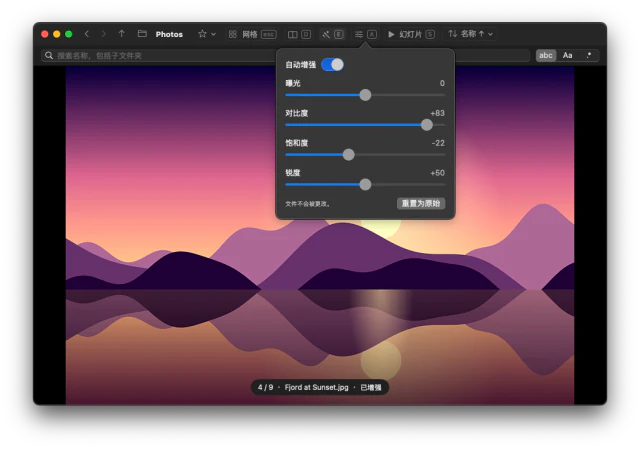 Photos
网格 esc
D
E
A
幻灯片 S
名称
搜索名称，包括子文件夹
abc Aa .*
自动增强
曝光 0
对比度 +83
饱和度 -22
锐度 +50
文件不会被更改。 重置为原始
4 / 9 · Fjord at Sunset.jpg · 已增强